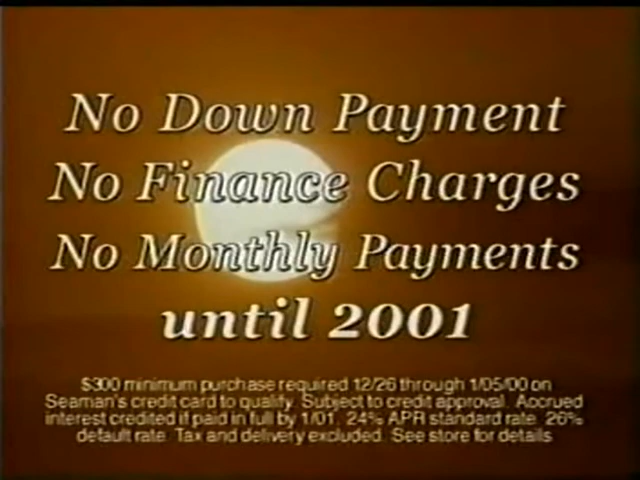 No Down Payment
No Finance Charges
No Monthly Payments
until 2001
$300 minimum purchase required 12/26 through 1/05/00 on
Seaman's credit card to qualify. Subject to credit approval. Accrued
interest credited if paid in full by 1/01. 24% APR standard rate. 26%
default rate. Tax and delivery excluded. See store for details